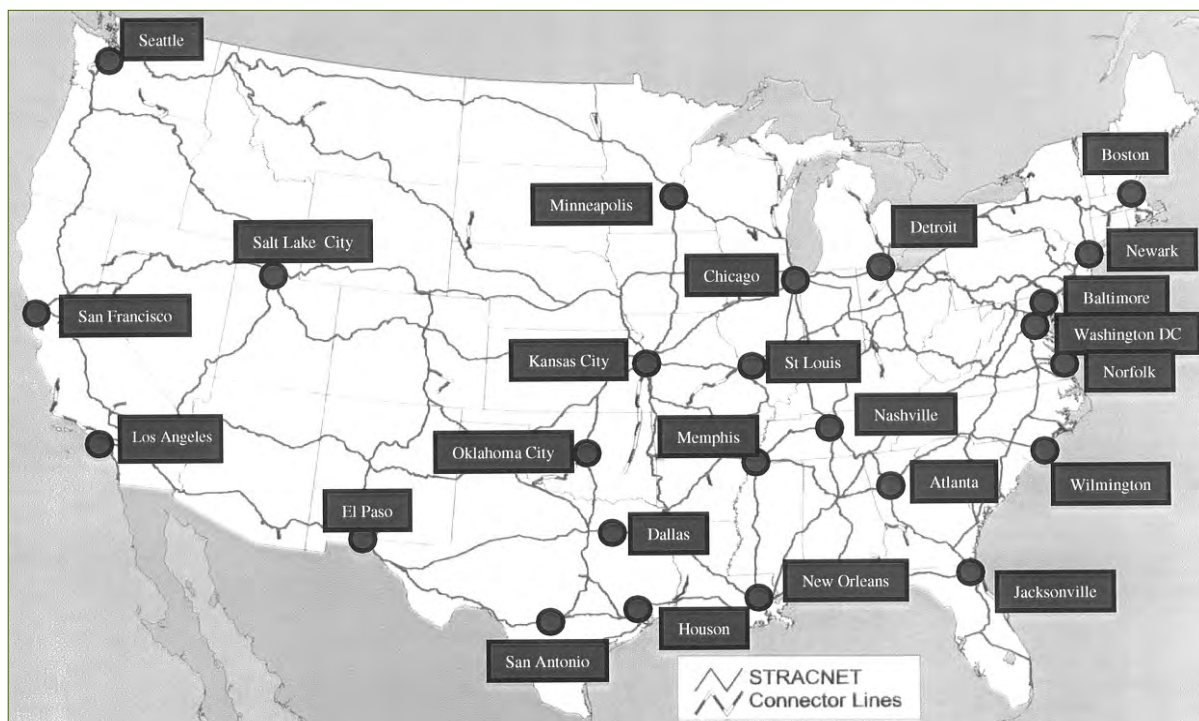 Seattle
Boston
Minneapolis
Detroit
Salt Lake City
Newark
Chicago
Baltimore
San Francisco
Washington DC
Kansas City
St Louis
Norfolk
Nashville
Los Angeles
Memphis
Oklahoma City
Atlanta
Wilmington
El Paso
Dallas
New Orleans
Jacksonville
Houson
San Antonio
STRACNET
Connector Lines